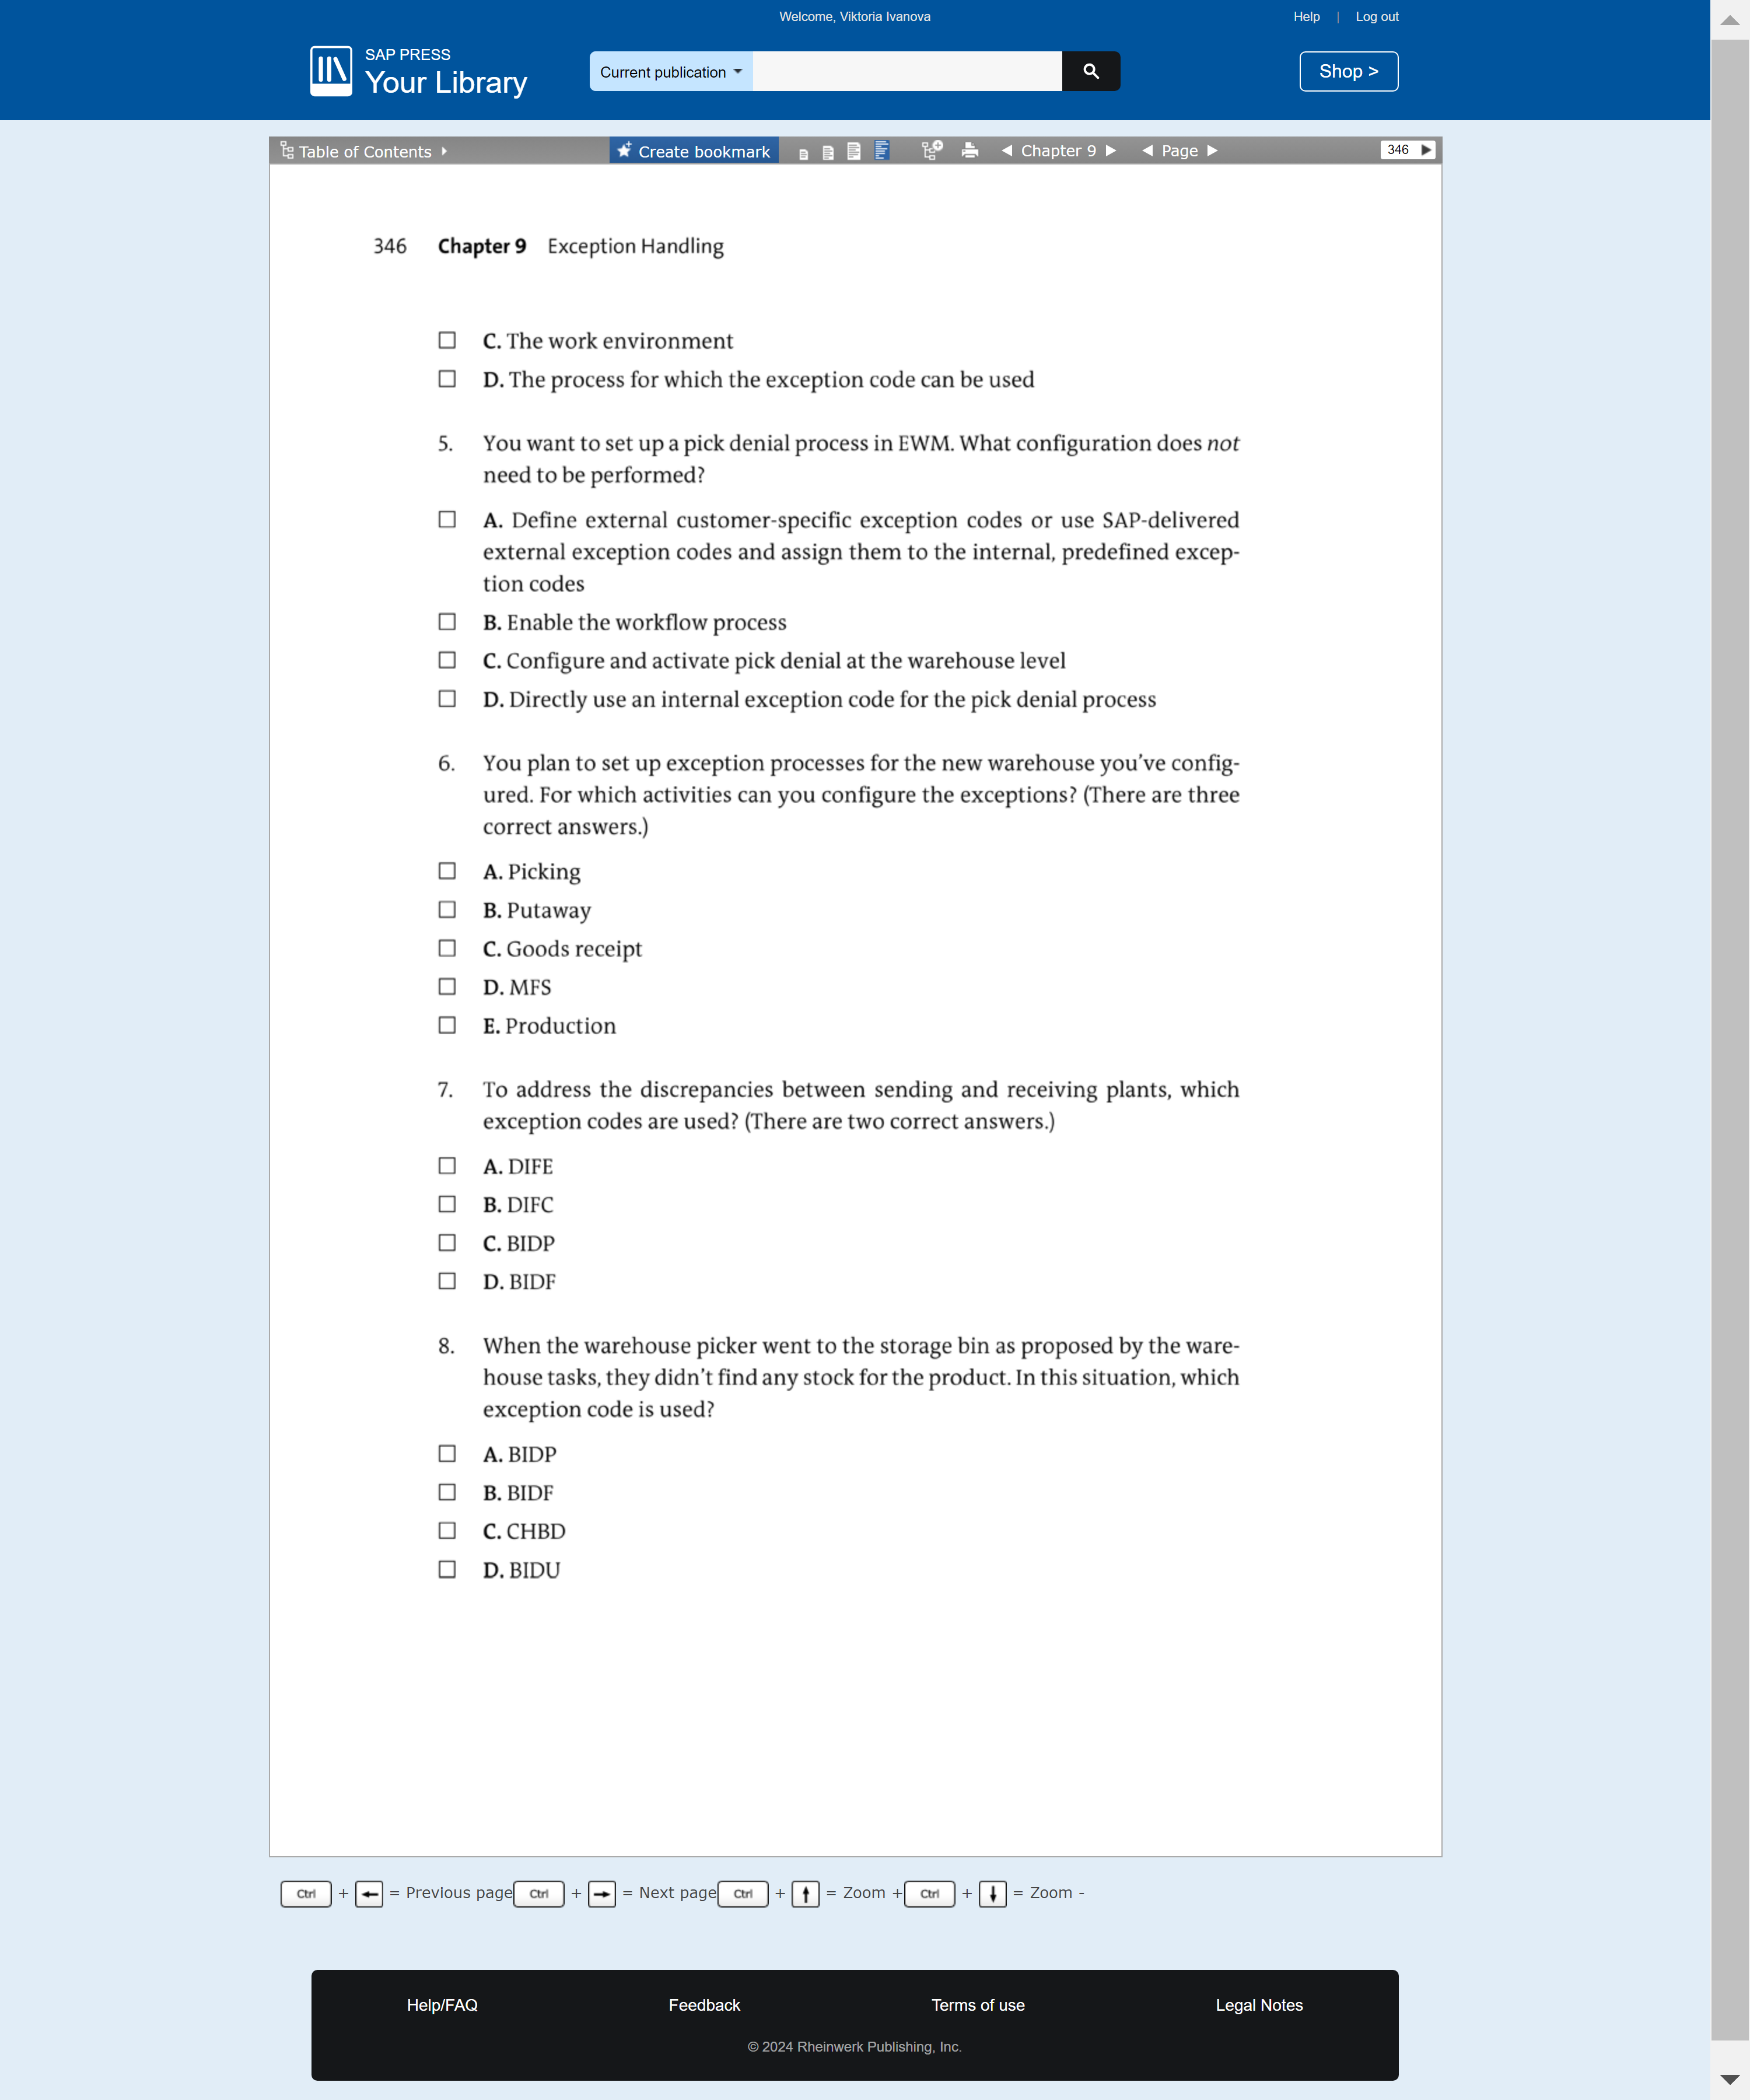 Welcome, Viktoria Ivanova
Help | Log out
SAP PRESS
Your Library
Current publication
Shop >
Table of Contents
Create bookmark
Chapter 9
Page
346
346 Chapter 9 Exception Handling
C. The work environment
D. The process for which the exception code can be used
5. You want to set up a pick denial process in EWM. What configuration does not
need to be performed?
A. Define external customer-specific exception codes or use SAP-delivered
external exception codes and assign them to the internal, predefined excep-
tion codes
B. Enable the workflow process
C. Configure and activate pick denial at the warehouse level
D. Directly use an internal exception code for the pick denial process
6. You plan to set up exception processes for the new warehouse you've config-
ured. For which activities can you configure the exceptions? (There are three
correct answers.)
A. Picking
B. Putaway
C. Goods receipt
D. MFS
E. Production
7. To address the discrepancies between sending and receiving plants, which
exception codes are used? (There are two correct answers.)
A. DIFE
B. DIFC
C. BIDP
D. BIDF
8. When the warehouse picker went to the storage bin as proposed by the ware-
house tasks, they didn't find any stock for the product. In this situation, which
exception code is used?
A. BIDP
B. BIDF
C. CHBD
D. BIDU
Ctrl + ← = Previous page Ctrl + → = Next page Ctrl + ↑ = Zoom + Ctrl + ↓ = Zoom -
Help/FAQ
Feedback
Terms of use
Legal Notes
© 2024 Rheinwerk Publishing, Inc.